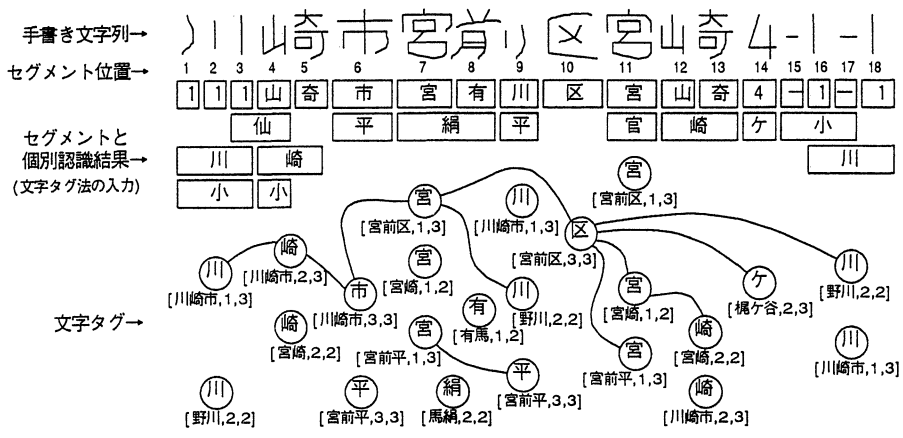 手書き文字列→ 川川崎市宮前区宮山奇4-1-1
セグメント位置→ 1 2 3 4 5 6 7 8 9 10 11 12 13 14 15 16 17 18
1 1 1 山 奇 市 宮 有 川 区 宮 山 奇 4 一 1 一 1
セグメントと 仙 平 絹 平 官 崎 ケ 小
個別認識結果→ 川 崎 川
(文字タグ法の入力) 小 小
宮 [宮前区,1,3]
宮 [宮前区,1,3] 川 [川崎市,1,3] 区 [宮前区,3,3]
川 [川崎市,1,3] 崎 [川崎市,2,3] 市 [川崎市,3,3] 宮 [宮崎,1,2] 川 [野川,2,2] 宮 [宮崎,1,2] ケ [梶ケ谷,2,3] 川 [野川,2,2]
文字タグ→ 崎 [宮崎,2,2] 宮 [宮前平,1,3] 有 [有馬,1,2] 宮 [宮前平,1,3] 崎 [宮崎,2,2] 川 [川崎市,1,3]
川 [野川,2,2] 平 [宮前平,3,3] 絹 [馬絹,2,2] 平 [宮前平,3,3] 崎 [川崎市,2,3]